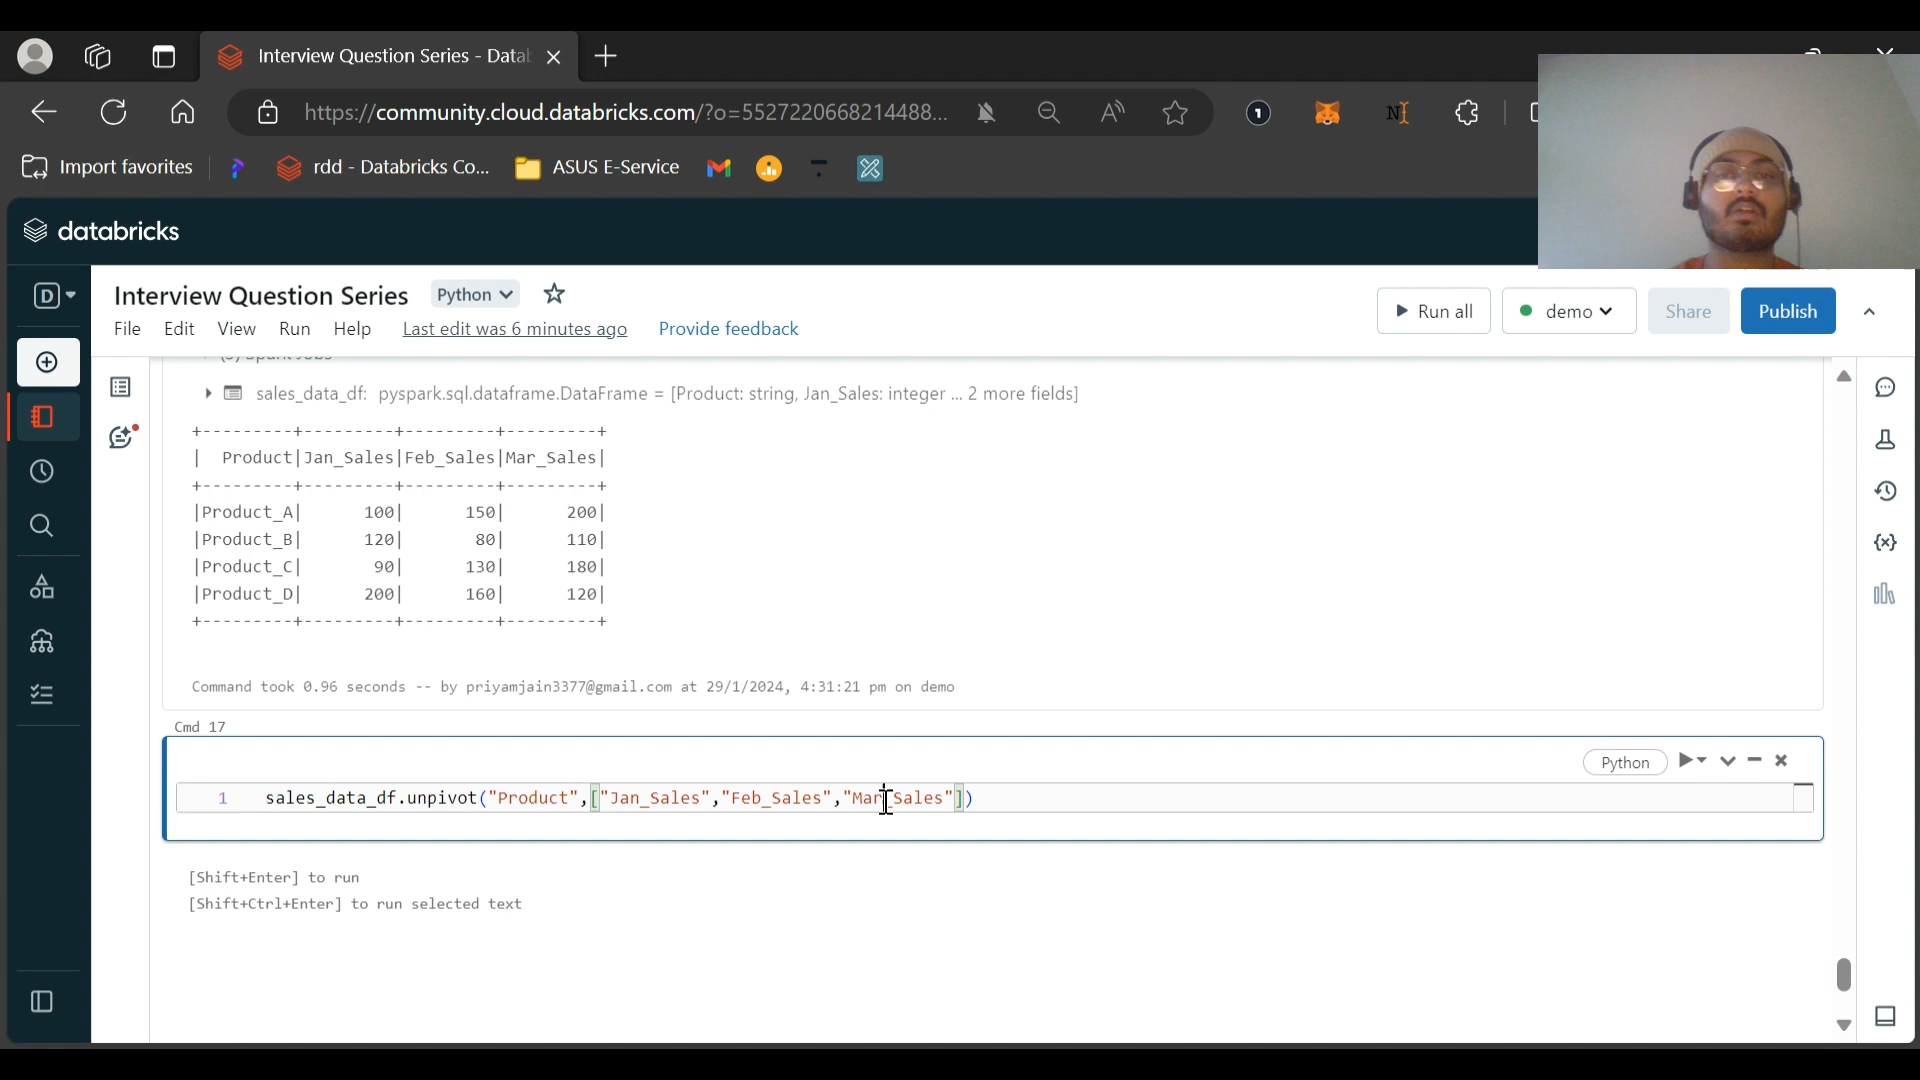 Interview Question Series - Datab
https://community.cloud.databricks.com/?o=5527220668214488...
Import favorites
rdd - Databricks Co...
ASUS E-Service
databricks
D
Interview Question Series
Python
File Edit View Run Help Last edit was 6 minutes ago Provide feedback
Run all
demo
Share
Publish
sales_data_df: pyspark.sql.dataframe.DataFrame = [Product: string, Jan_Sales: integer ... 2 more fields]
+---------+---------+---------+---------+
|  Product|Jan_Sales|Feb_Sales|Mar_Sales|
+---------+---------+---------+---------+
|Product_A|      100|      150|      200|
|Product_B|      120|       80|      110|
|Product_C|       90|      130|      180|
|Product_D|      200|      160|      120|
+---------+---------+---------+---------+
Command took 0.96 seconds -- by priyamjain3377@gmail.com at 29/1/2024, 4:31:21 pm on demo
Cmd 17
Python
1 sales_data_df.unpivot("Product",["Jan_Sales","Feb_Sales","Mar_Sales"])
[Shift+Enter] to run
[Shift+Ctrl+Enter] to run selected text